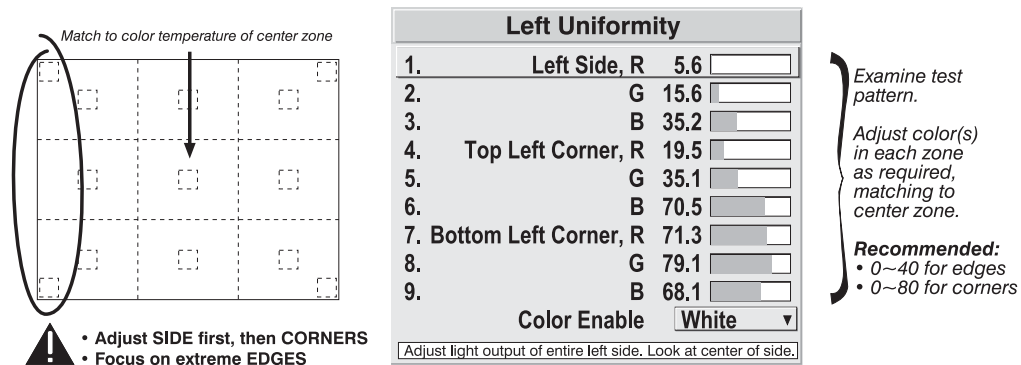 Match to color temperature of center zone
• Adjust SIDE first, then CORNERS
• Focus on extreme EDGES
Left Uniformity
1. Left Side, R 5.6
2. G 15.6
3. B 35.2
4. Top Left Corner, R 19.5
5. G 35.1
6. B 70.5
7. Bottom Left Corner, R 71.3
8. G 79.1
9. B 68.1
Color Enable White
Adjust light output of entire left side. Look at center of side.
Examine test
pattern.
Adjust color(s)
in each zone
as required,
matching to
center zone.
Recommended:
• 0~40 for edges
• 0~80 for corners